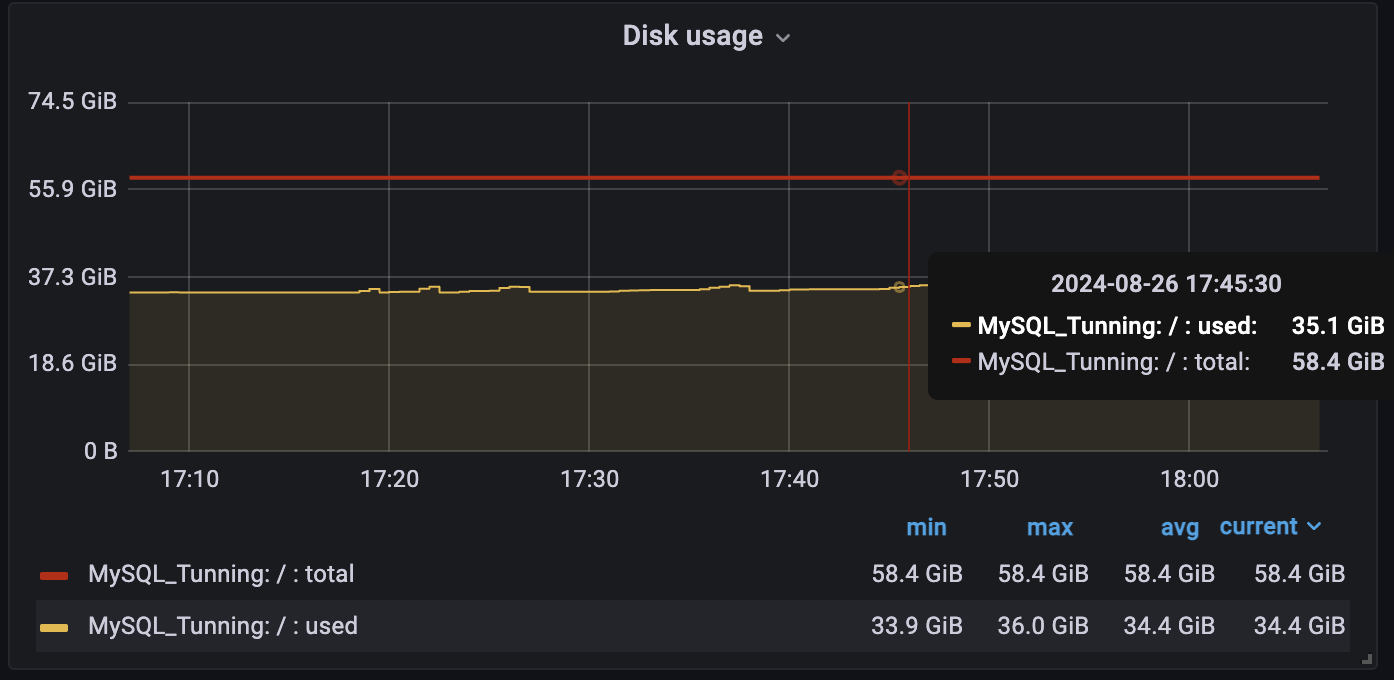 Disk usage
74.5 GiB
55.9 GiB
37.3 GiB
18.6 GiB
0 B
2024-08-26 17:45:30
MySQL_Tunning: / : used: 35.1 GiB
MySQL_Tunning: / : total: 58.4 GiB
17:10 17:20 17:30 17:40 17:50 18:00
min max avg current
MySQL_Tunning: / : total 58.4 GiB 58.4 GiB 58.4 GiB 58.4 GiB
MySQL_Tunning: / : used 33.9 GiB 36.0 GiB 34.4 GiB 34.4 GiB